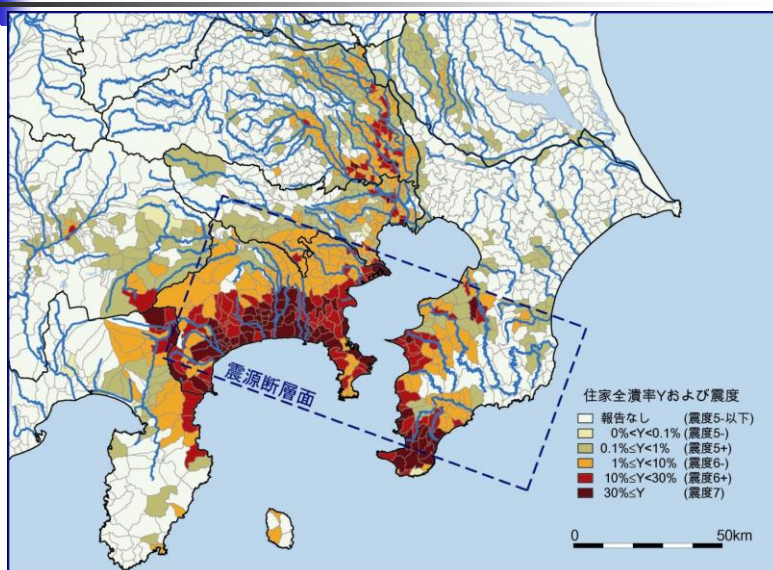 震源断層面
住家全潰率Yおよび震度
報告なし (震度5-以下)
0%<Y<0.1% (震度5-)
0.1%≤Y<1% (震度5+)
1%≤Y<10% (震度6-)
10%≤Y<30% (震度6+)
30%≤Y (震度7)
0 50km